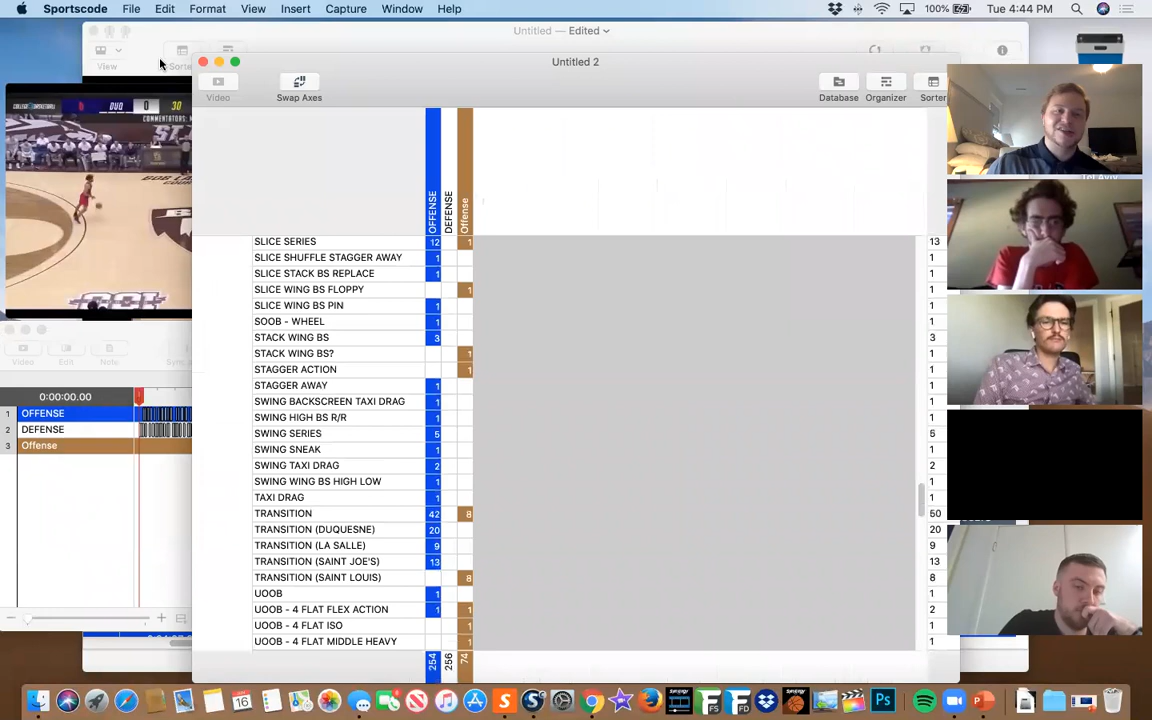 Sportscode File Edit Format View Insert Capture Window Help 100% Tue 4:44 PM
Untitled — Edited
View
Untitled 2
Video Swap Axes Database Organizer Sorter
DUQ 0 30
OFFENSE DEFENSE Offense
SLICE SERIES 12 1 13
SLICE SHUFFLE STAGGER AWAY 1 1
SLICE STACK BS REPLACE 1 1
SLICE WING BS FLOPPY 1 1
SLICE WING BS PIN 1 1
SOOB - WHEEL 1 1
STACK WING BS 3 3
STACK WING BS? 1 1
STAGGER ACTION 1 1
STAGGER AWAY 1 1
SWING BACKSCREEN TAXI DRAG 1 1
SWING HIGH BS R/R 1 1
SWING SERIES 5 5
SWING SNEAK 1 1
SWING TAXI DRAG 2 2
SWING WING BS HIGH LOW 1 1
TAXI DRAG 1 1
TRANSITION 42 8 50
TRANSITION (DUQUESNE) 20 20
TRANSITION (LA SALLE) 9 9
TRANSITION (SAINT JOE'S) 13 13
TRANSITION (SAINT LOUIS) 8 8
UOOB 1 1
UOOB - 4 FLAT FLEX ACTION 1 1 2
UOOB - 4 FLAT ISO 1 1
UOOB - 4 FLAT MIDDLE HEAVY 1 1
254 256 74
Video Edit Note
0:00:00.00
1 OFFENSE
2 DEFENSE
3 Offense